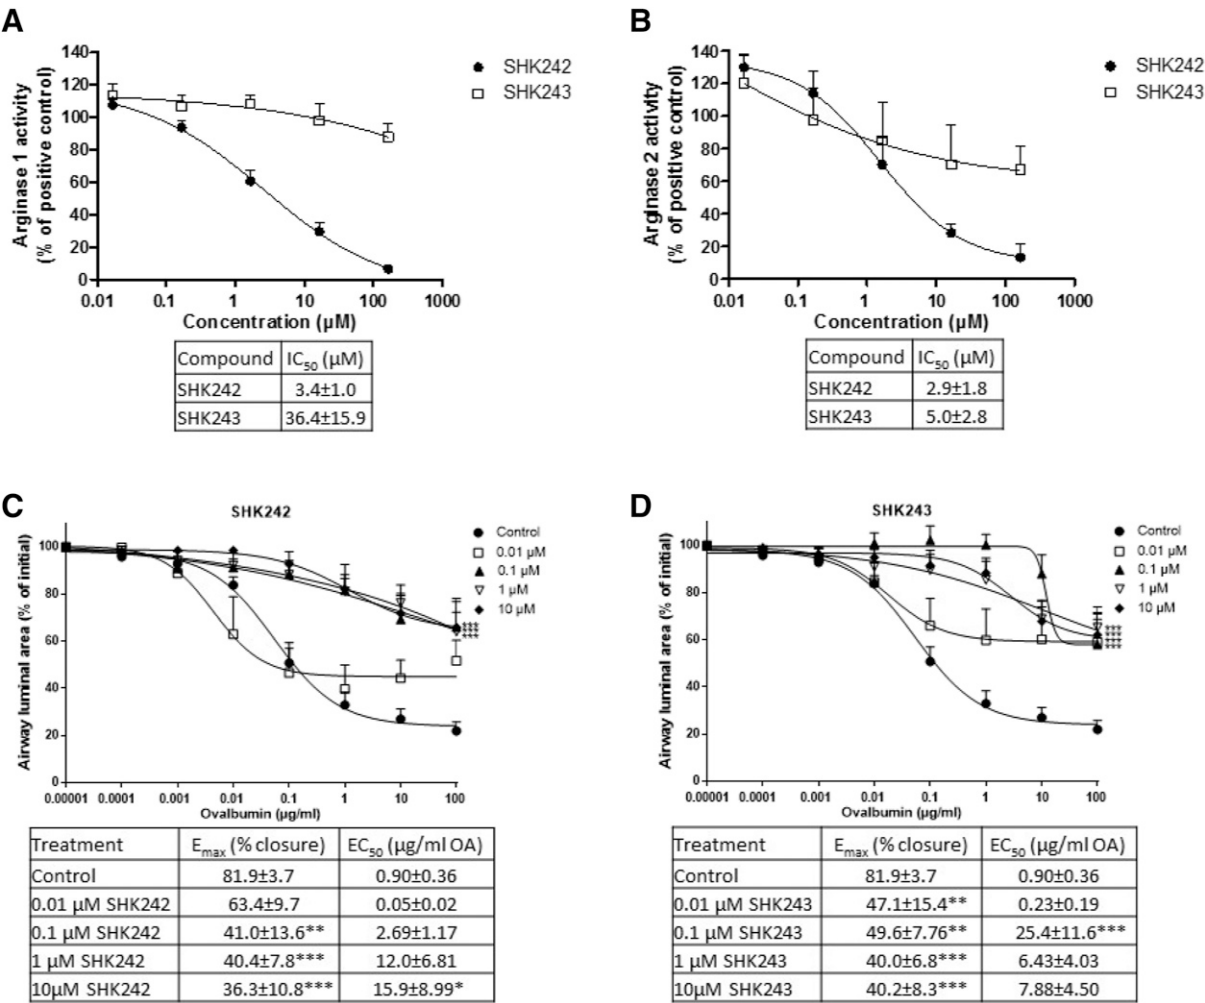 A
Arginase 1 activity
(% of positive control)
140
120
100
80
60
40
20
0
0.01 0.1 1 10 100 1000
Concentration (µM)
SHK242
SHK243
Compound IC50 (µM)
SHK242 3.4±1.0
SHK243 36.4±15.9
B
Arginase 2 activity
(% of positive control)
140
120
100
80
60
40
20
0
0.01 0.1 1 10 100 1000
Concentration (µM)
SHK242
SHK243
Compound IC50 (µM)
SHK242 2.9±1.8
SHK243 5.0±2.8
C
SHK242
Airway luminal area (% of initial)
100
80
60
40
20
0
0.00001 0.0001 0.001 0.01 0.1 1 10 100
Ovalbumin (µg/ml)
Control
0.01 µM
0.1 µM
1 µM
10 µM
***
***
***
Treatment Emax (% closure) EC50 (µg/ml OA)
Control 81.9±3.7 0.90±0.36
0.01 µM SHK242 63.4±9.7 0.05±0.02
0.1 µM SHK242 41.0±13.6** 2.69±1.17
1 µM SHK242 40.4±7.8*** 12.0±6.81
10µM SHK242 36.3±10.8*** 15.9±8.99*
D
SHK243
Airway luminal area (% of initial)
100
80
60
40
20
0
0.00001 0.0001 0.001 0.01 0.1 1 10 100
Ovalbumin (µg/ml)
Control
0.01 µM
0.1 µM
1 µM
10 µM
***
***
***
***
Treatment Emax (% closure) EC50 (µg/ml OA)
Control 81.9±3.7 0.90±0.36
0.01 µM SHK243 47.1±15.4** 0.23±0.19
0.1 µM SHK243 49.6±7.76** 25.4±11.6***
1 µM SHK243 40.0±6.8*** 6.43±4.03
10µM SHK243 40.2±8.3*** 7.88±4.50